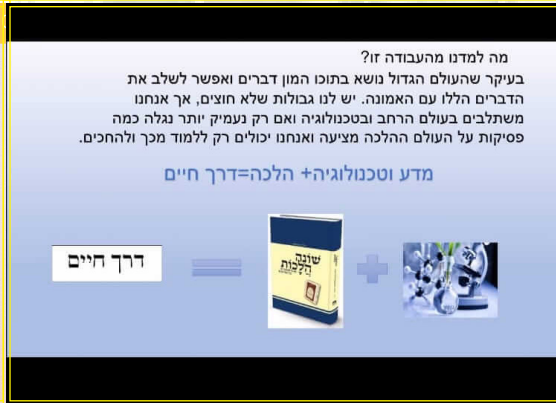 מה למדנו מהעבודה זו?
בעיקר שהעולם הגדול נושא בתוכו המון דברים ואפשר לשלב את
הדברים הללו עם האמונה. יש לנו גבולות שלא חוצים, אך אנחנו
משתלבים בעולם הרחב ובטכנולוגיה ואם רק נעמיק יותר נגלה כמה
פסיקות על העולם ההלכה מציעה ואנחנו יכולים רק ללמוד מכך ולהחכים.
מדע וטכנולוגיה+ הלכה=דרך חיים
שונה
הלכות
דרך חיים